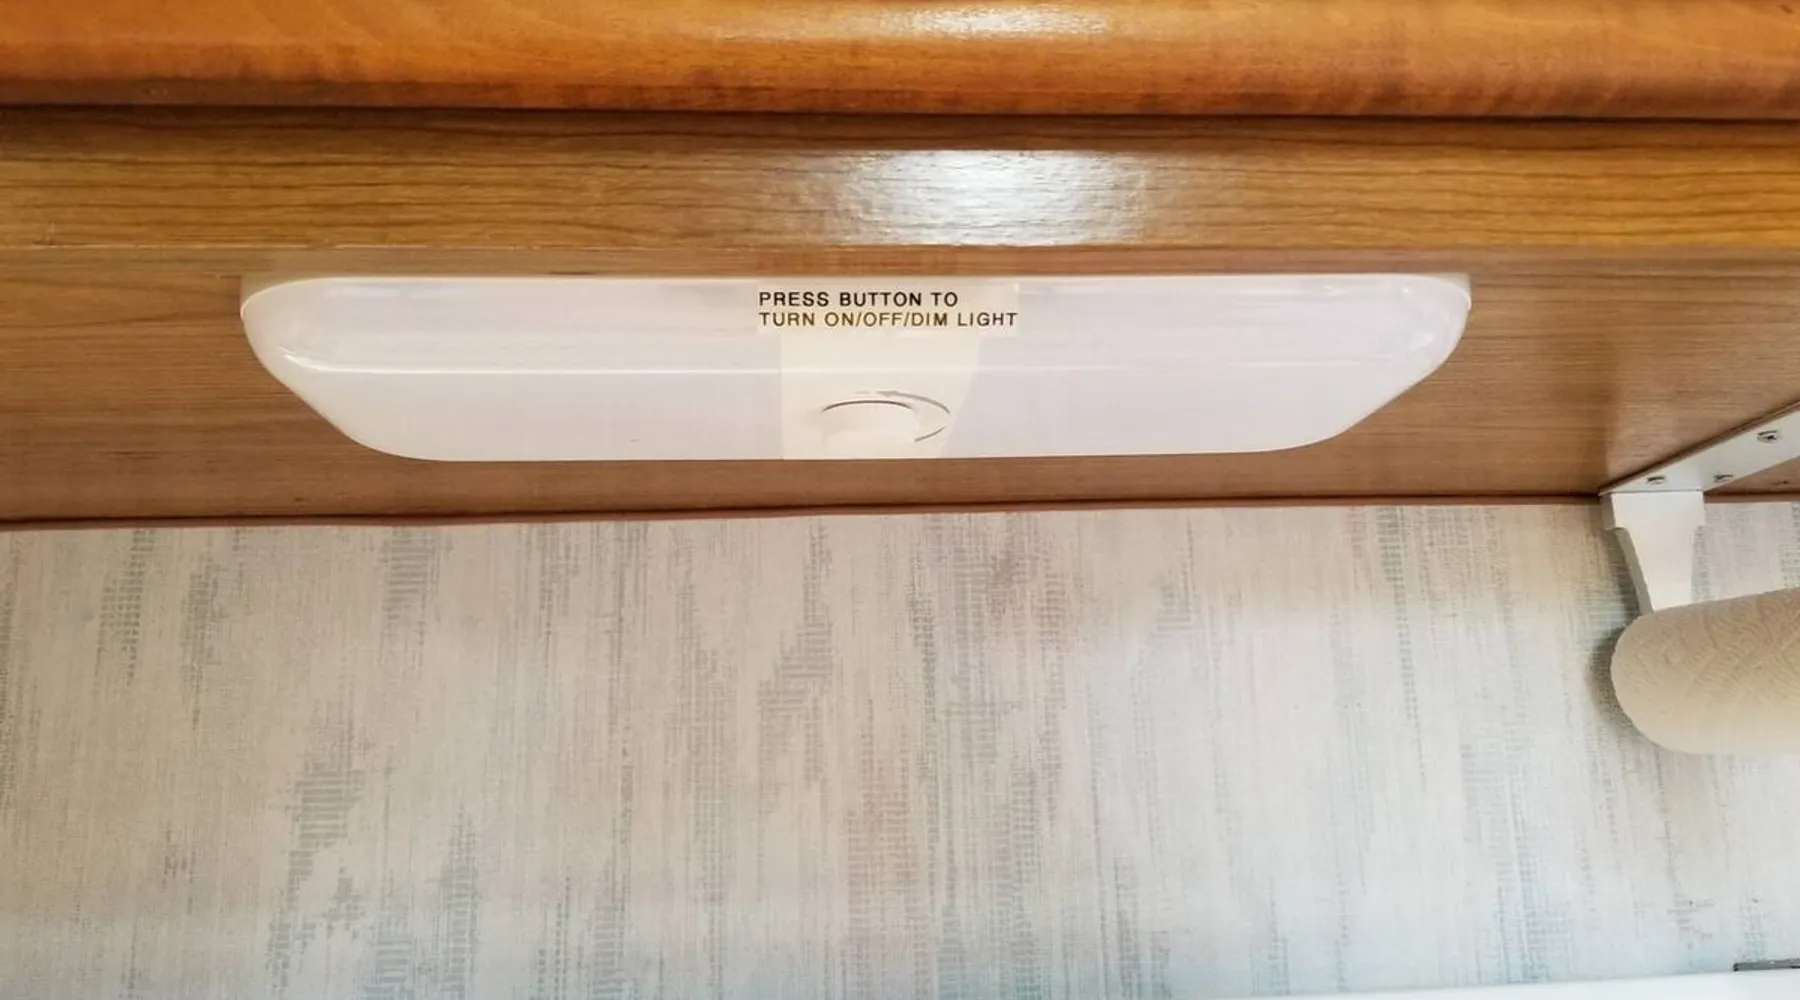 PRESS BUTTON TO
TURN ON/OFF/DIM LIGHT